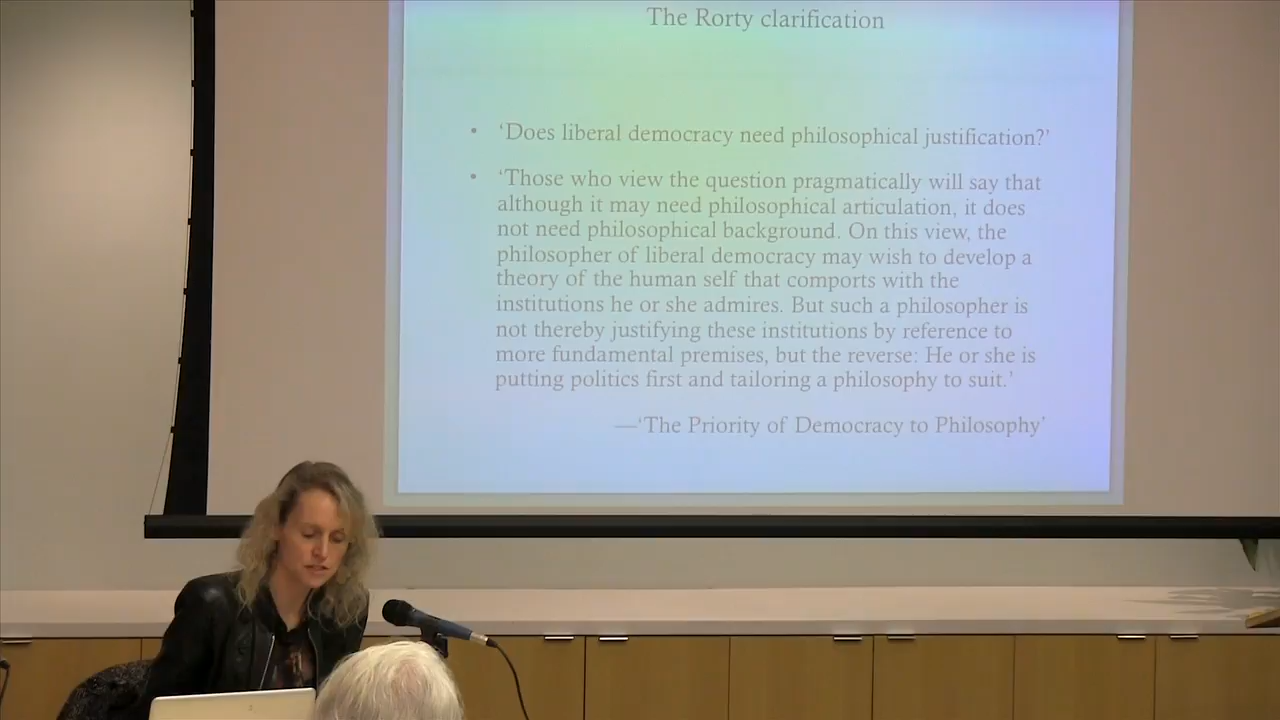 The Rorty clarification
• ‘Does liberal democracy need philosophical justification?’
• ‘Those who view the question pragmatically will say that
although it may need philosophical articulation, it does
not need philosophical background. On this view, the
philosopher of liberal democracy may wish to develop a
theory of the human self that comports with the
institutions he or she admires. But such a philosopher is
not thereby justifying these institutions by reference to
more fundamental premises, but the reverse: He or she is
putting politics first and tailoring a philosophy to suit.’
—‘The Priority of Democracy to Philosophy’